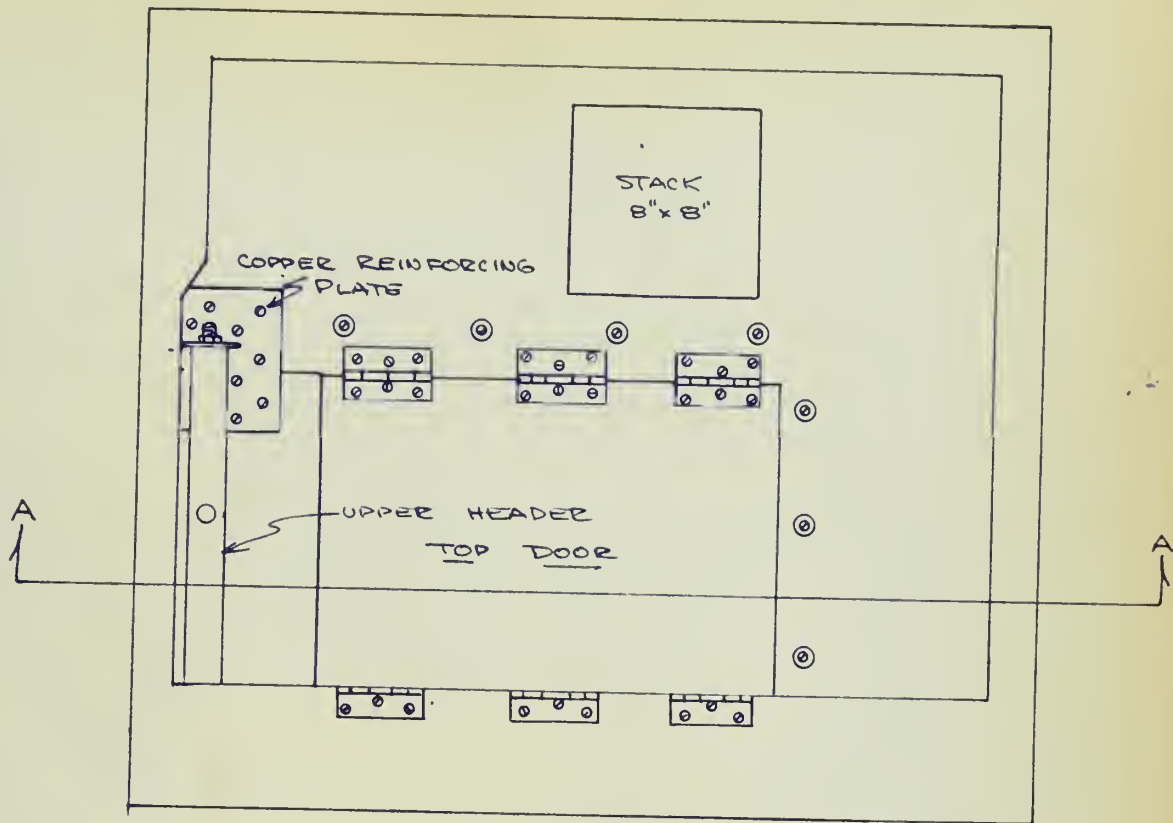 STACK
8" x 8"
COPPER REINFORCING
PLATE
A
A
UPPER HEADER
TOP DOOR